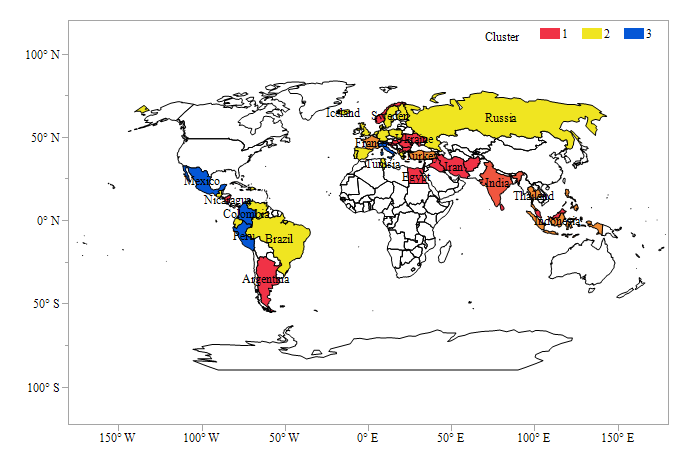 Cluster 1 2 3
100° N
50° N
0° N
50° S
100° S
Iceland
Sweden
Russia
France
Ukraine
Turkey
Tunisia
Iran
Egypt
India
Mexico
Nicaragua
Thailand
Colombia
Indonesia
Peru
Brazil
Argentina
150° W 100° W 50° W 0° E 50° E 100° E 150° E